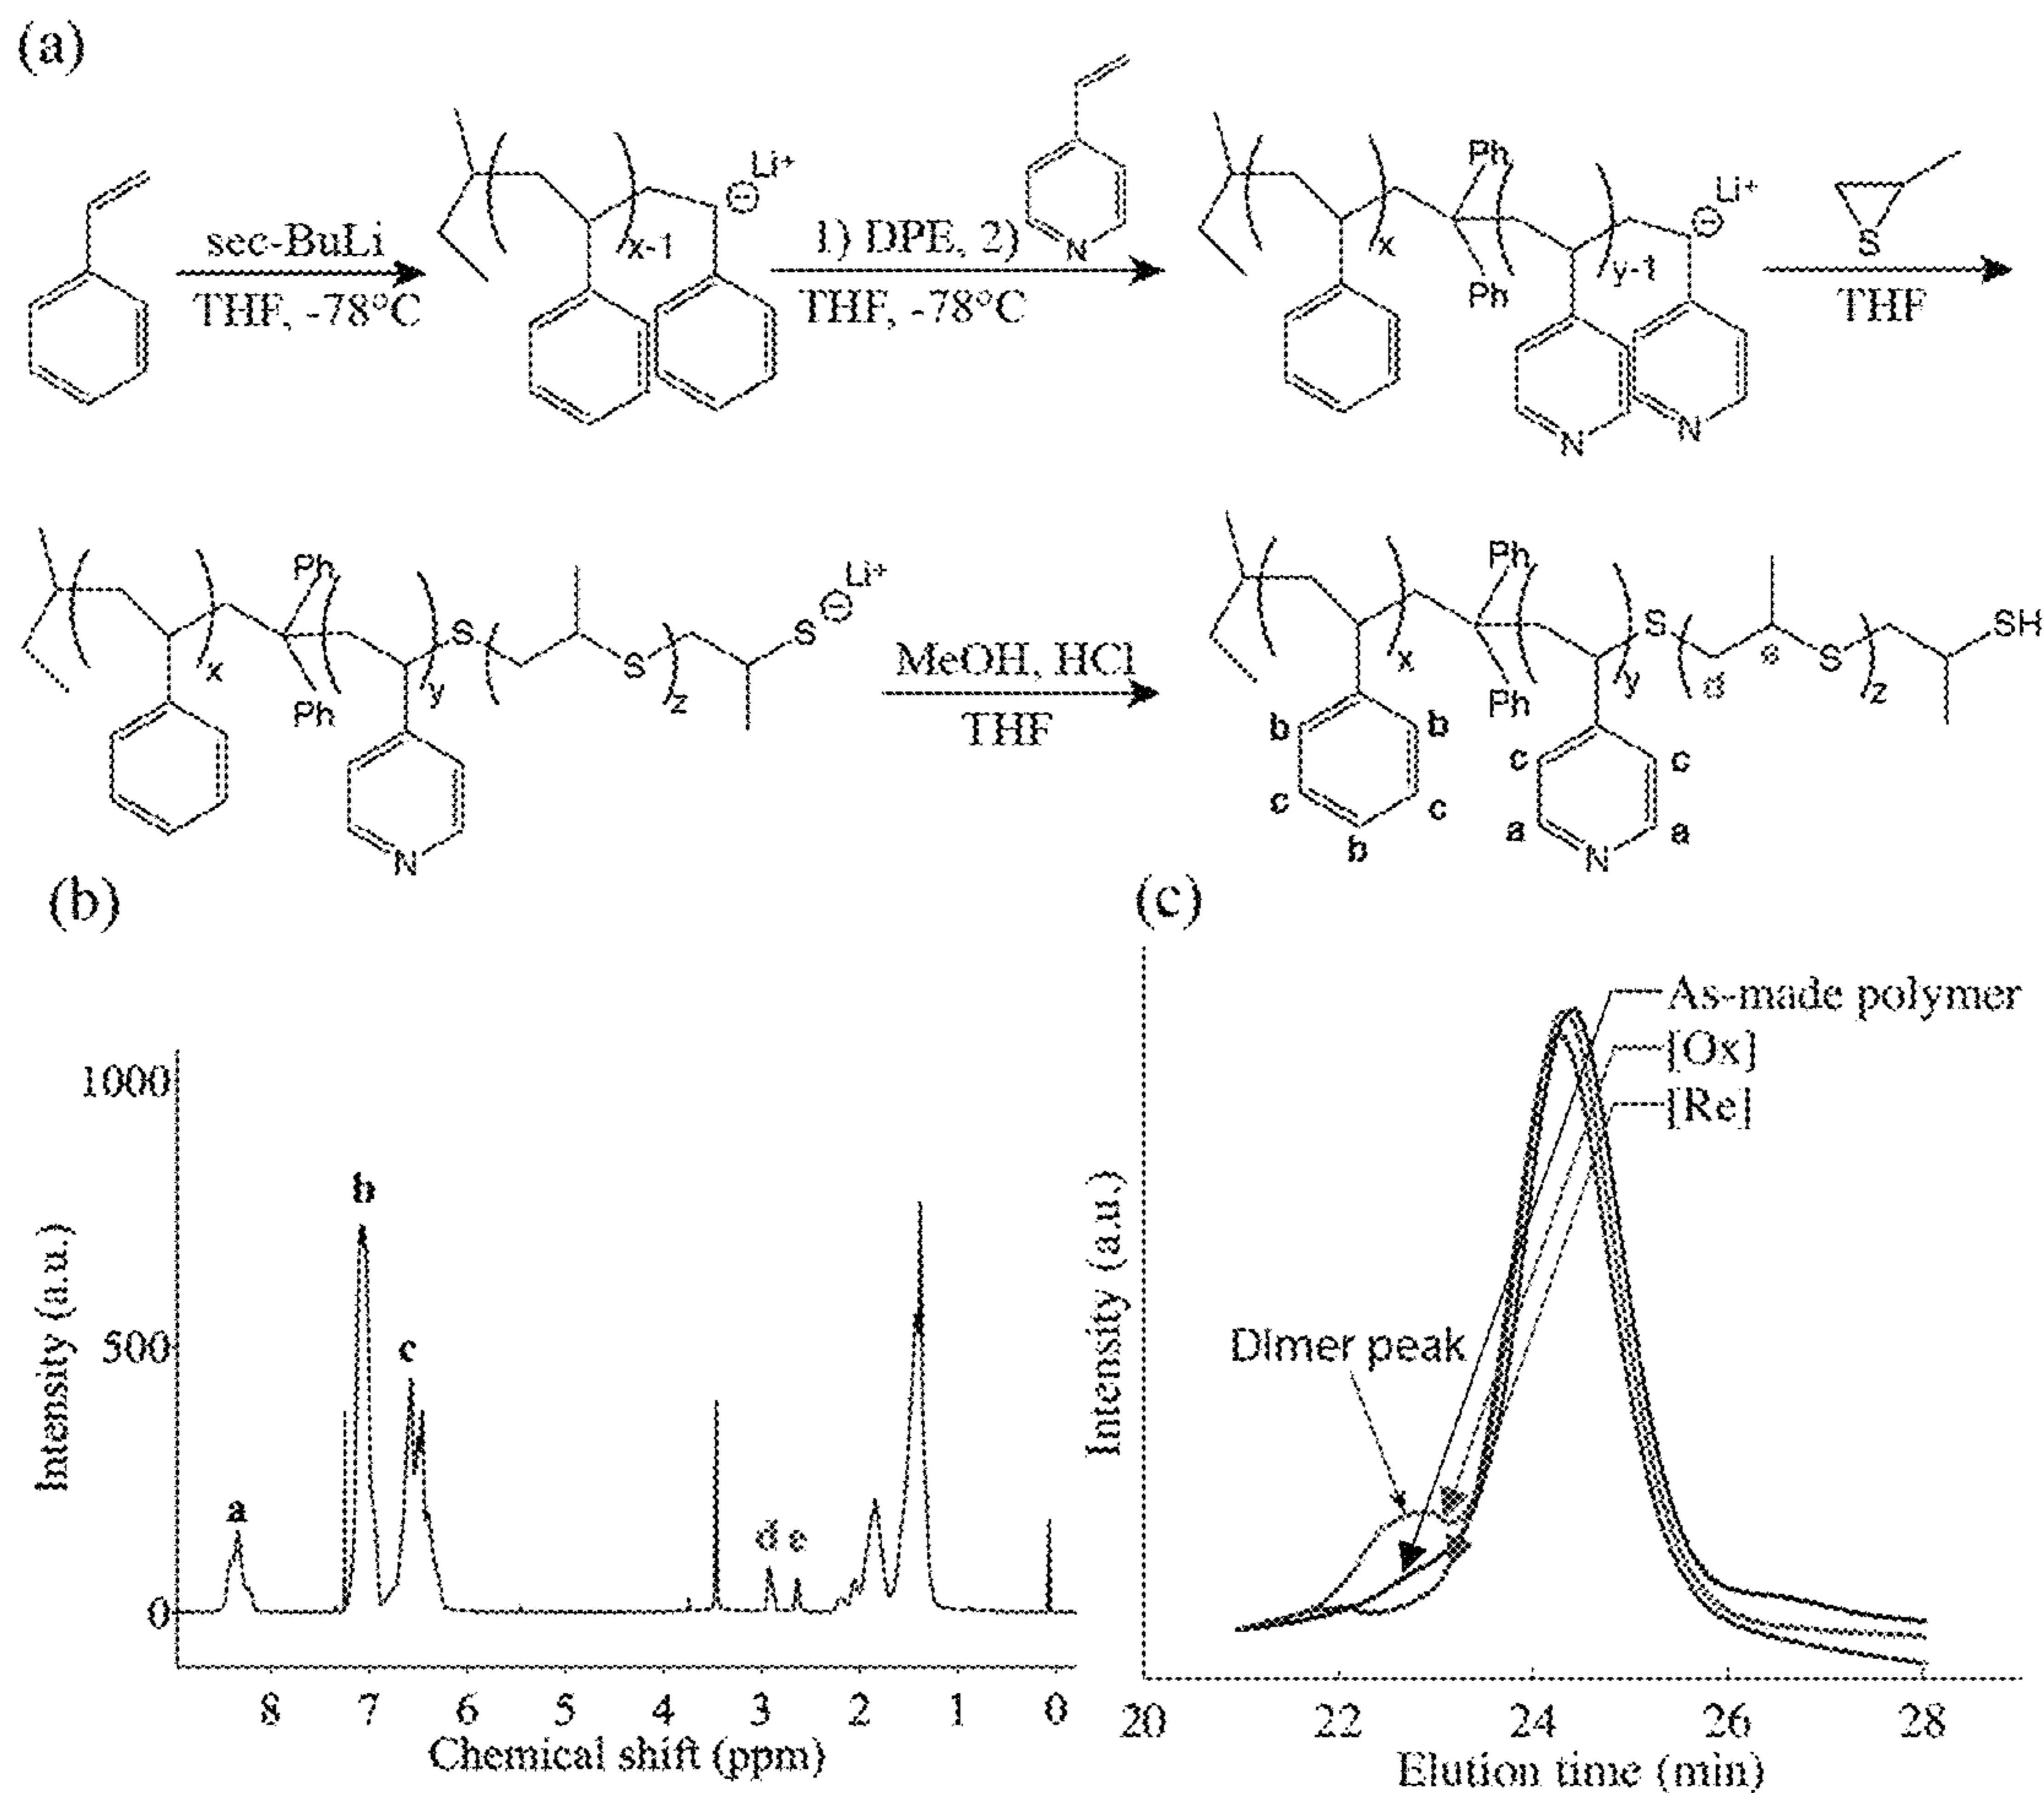 (a)
sec-BuLi
THF, -78°C
x-1
⊖ Li+
1) DPE, 2)
N
THF, -78°C
x
Ph
Ph
y-1
N
N
⊖ Li+
S
THF
x
Ph
Ph
y
N
S
S
z
S ⊖ Li+
MeOH, HCl
THF
x
Ph
Ph
y
S
d
e
S
z
SH
b
b
c
c
b
c
c
a
a
N
(b)
1000
500
0
Intensity (a.u.)
a
b
c
d
e
8 7 6 5 4 3 2 1 0
Chemical shift (ppm)
(c)
As-made polymer
[Ox]
[Re]
Dimer peak
Intensity (a.u.)
20 22 24 26 28
Elution time (min)